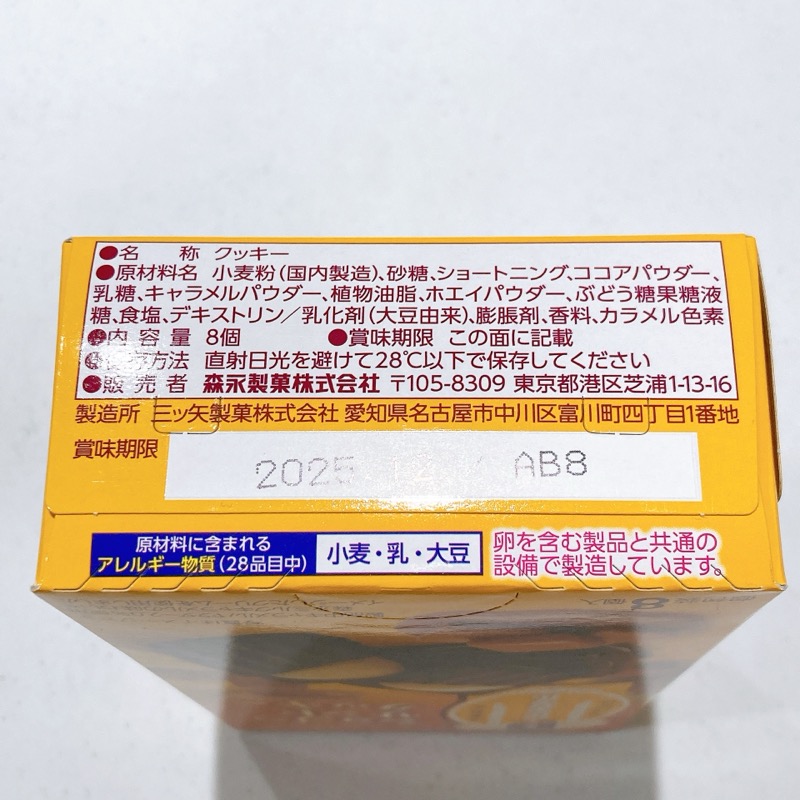 ●名　称 クッキー
●原材料名 小麦粉(国内製造)、砂糖、ショートニング、ココアパウダー、
乳糖、キャラメルパウダー、植物油脂、ホエイパウダー、ぶどう糖果糖液
糖、食塩、デキストリン／乳化剤(大豆由来)、膨脹剤、香料、カラメル色素
●内容量 8個 ●賞味期限 この面に記載
方法 直射日光を避けて28℃以下で保存してください
●販売者 森永製菓株式会社 〒105-8309 東京都港区芝浦1-13-16
製造所 三ッ矢製菓株式会社 愛知県名古屋市中川区富川町四丁目1番地
賞味期限
2025 AB8
原材料に含まれる
アレルギー物質(28品目中)
小麦・乳・大豆
卵を含む製品と共通の
設備で製造しています。
8個入